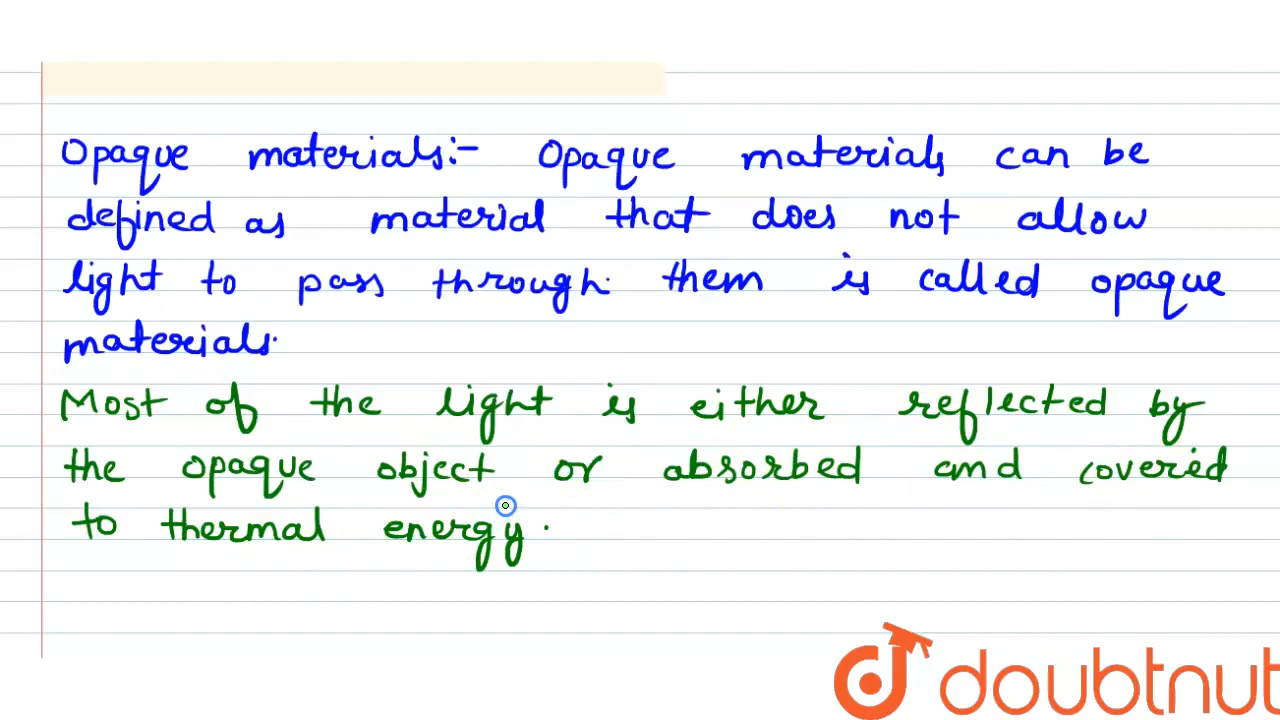 Opaque materials:- Opaque materials can be
defined as material that does not allow
light to pass through. them is called opaque
materials.
Most of the light is either reflected by
the opaque object or absorbed and covered
to thermal energy.
doubtnut